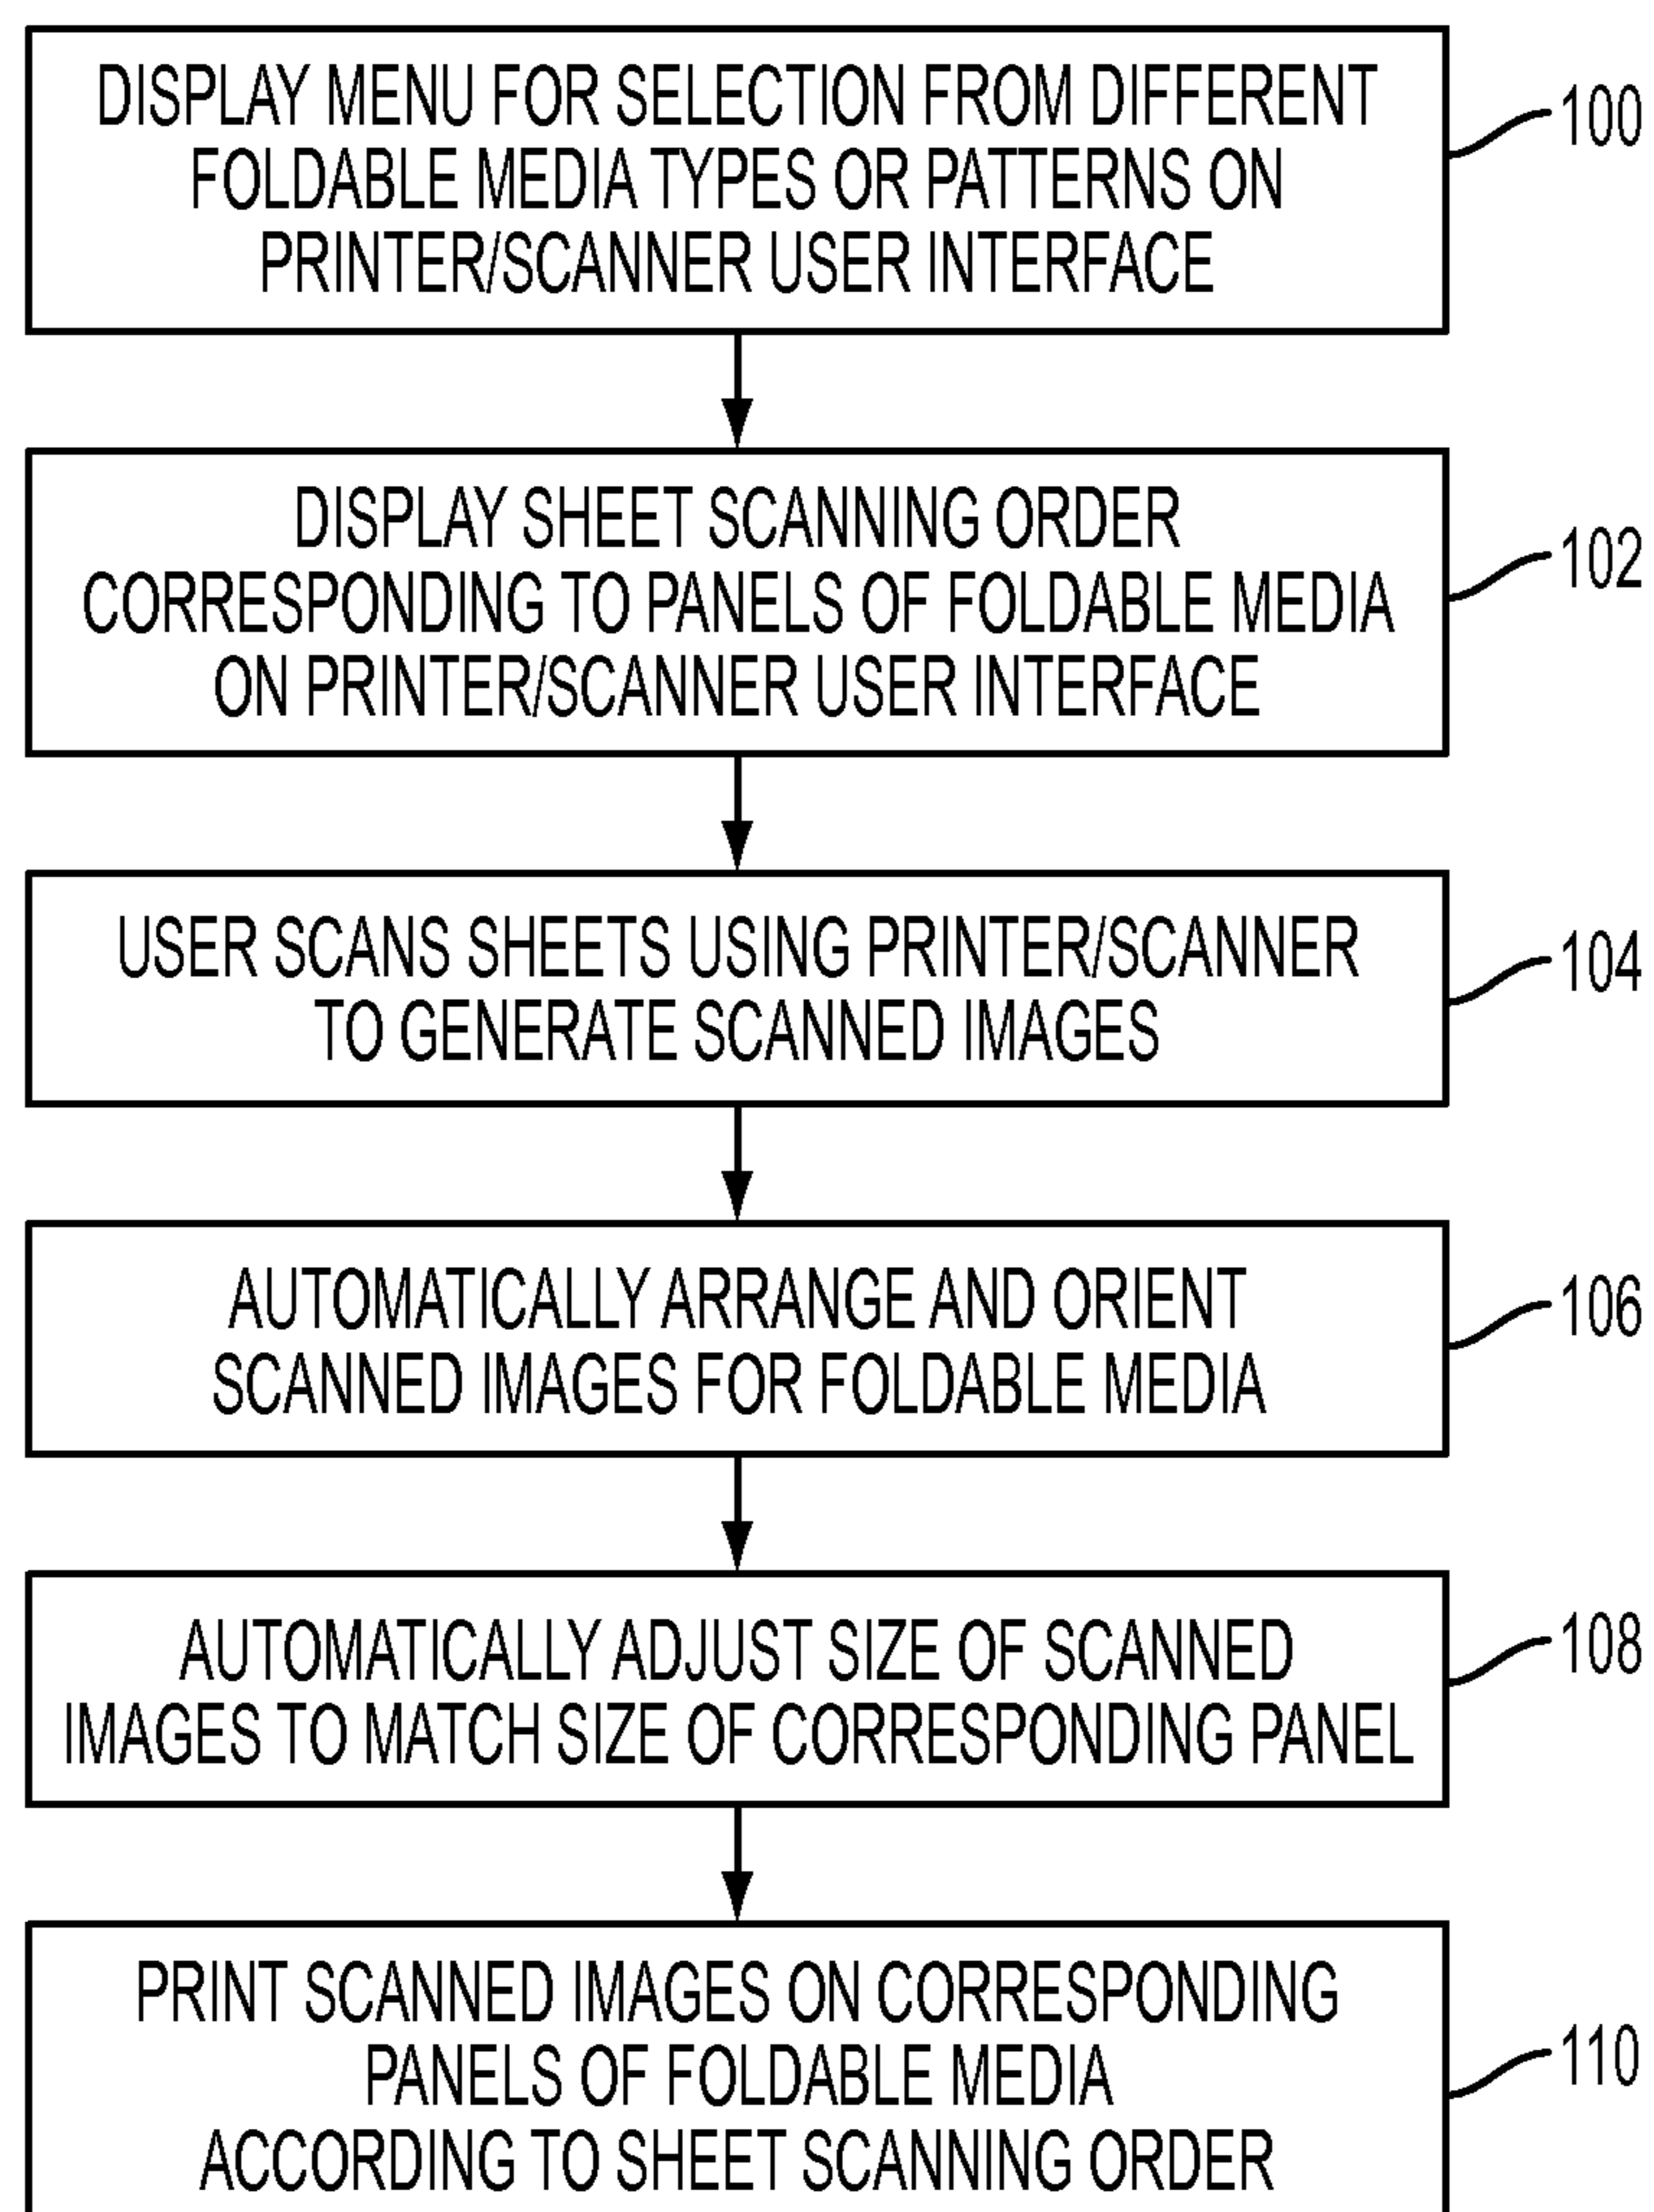 DISPLAY MENU FOR SELECTION FROM DIFFERENT
FOLDABLE MEDIA TYPES OR PATTERNS ON
PRINTER/SCANNER USER INTERFACE
100
DISPLAY SHEET SCANNING ORDER
CORRESPONDING TO PANELS OF FOLDABLE MEDIA
ON PRINTER/SCANNER USER INTERFACE
102
USER SCANS SHEETS USING PRINTER/SCANNER
TO GENERATE SCANNED IMAGES
104
AUTOMATICALLY ARRANGE AND ORIENT
SCANNED IMAGES FOR FOLDABLE MEDIA
106
AUTOMATICALLY ADJUST SIZE OF SCANNED
IMAGES TO MATCH SIZE OF CORRESPONDING PANEL
108
PRINT SCANNED IMAGES ON CORRESPONDING
PANELS OF FOLDABLE MEDIA
ACCORDING TO SHEET SCANNING ORDER
110